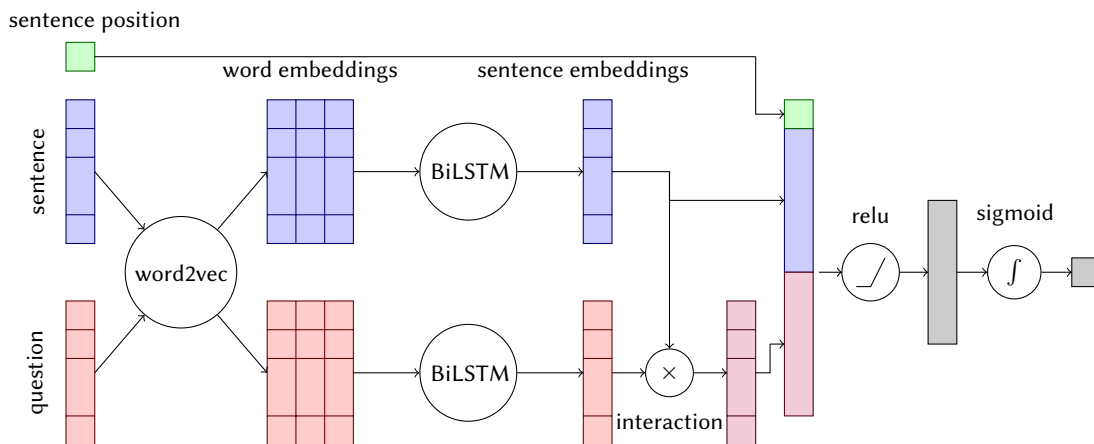 sentence position
word embeddings
sentence embeddings
sentence
BiLSTM
word2vec
relu
sigmoid
∫
question
BiLSTM
×
interaction